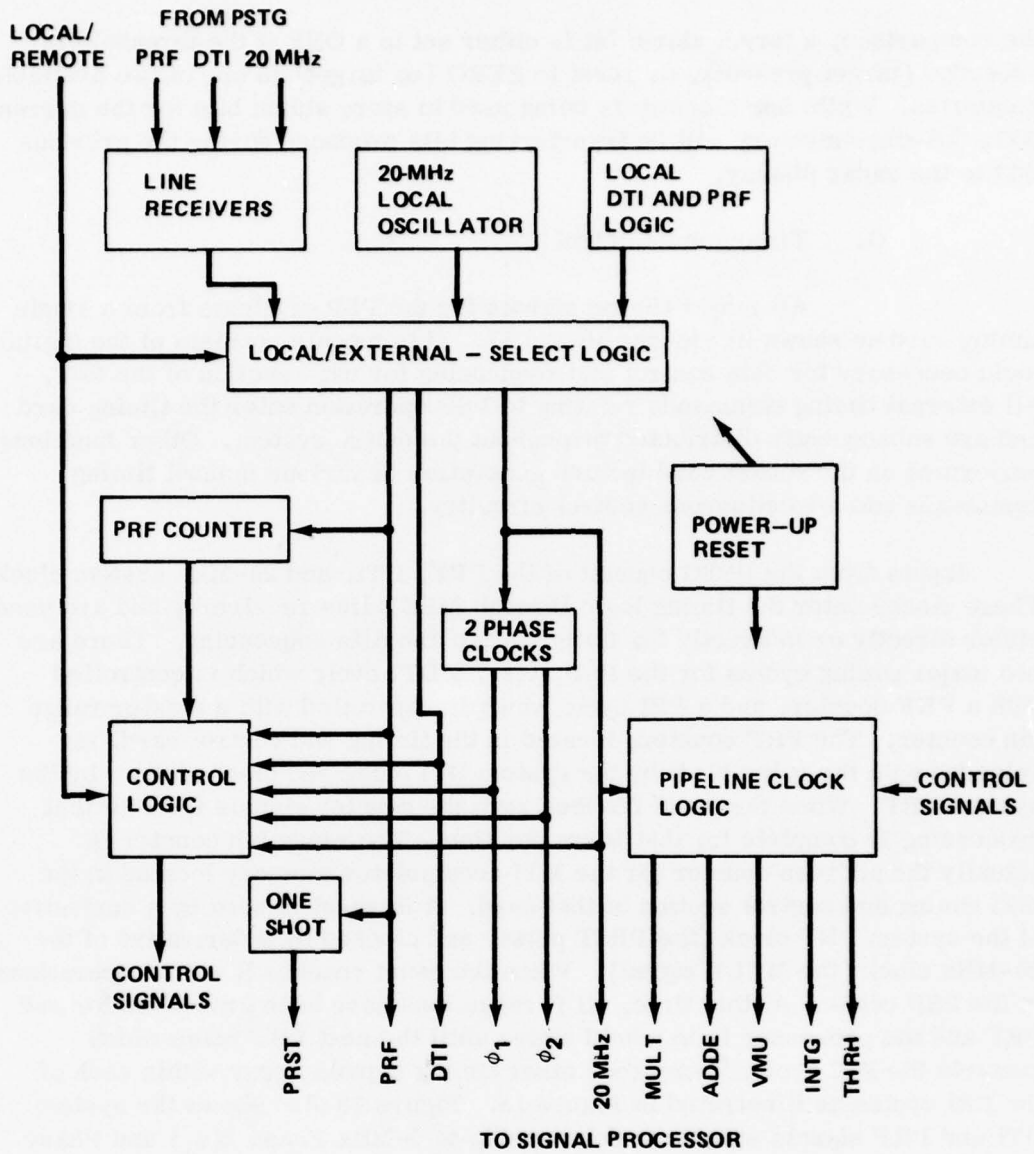 LOCAL/
REMOTE
FROM PSTG
PRF DTI 20 MHz
LINE
RECEIVERS
20-MHz
LOCAL
OSCILLATOR
LOCAL
DTI AND PRF
LOGIC
LOCAL/EXTERNAL – SELECT LOGIC
PRF COUNTER
POWER–UP
RESET
2 PHASE
CLOCKS
CONTROL
LOGIC
PIPELINE CLOCK
LOGIC
CONTROL
SIGNALS
ONE
SHOT
CONTROL
SIGNALS
PRST
PRF
DTI
ϕ1
ϕ2
20 MHz
MULT
ADDE
VMUL
INTG
THRH
TO SIGNAL PROCESSOR